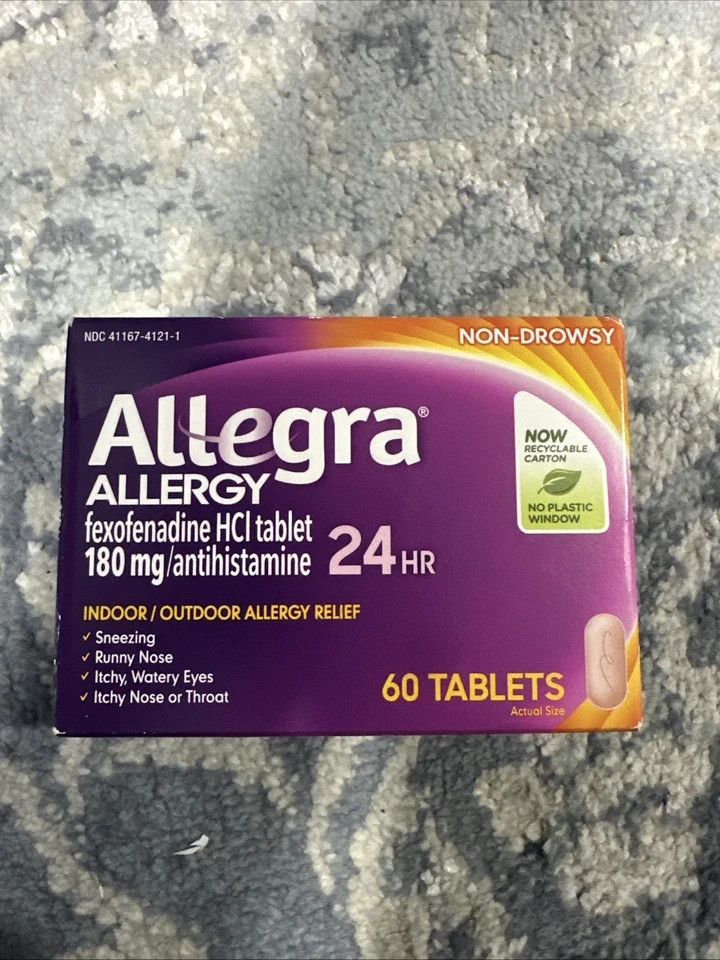 NDC 41167-4121-1
NON-DROWSY
Allegra®
ALLERGY
fexofenadine HCl tablet
180 mg/antihistamine
24 HR
NOW
RECYCLABLE
CARTON
NO PLASTIC
WINDOW
INDOOR / OUTDOOR ALLERGY RELIEF
✓ Sneezing
✓ Runny Nose
✓ Itchy, Watery Eyes
✓ Itchy Nose or Throat
60 TABLETS
Actual Size